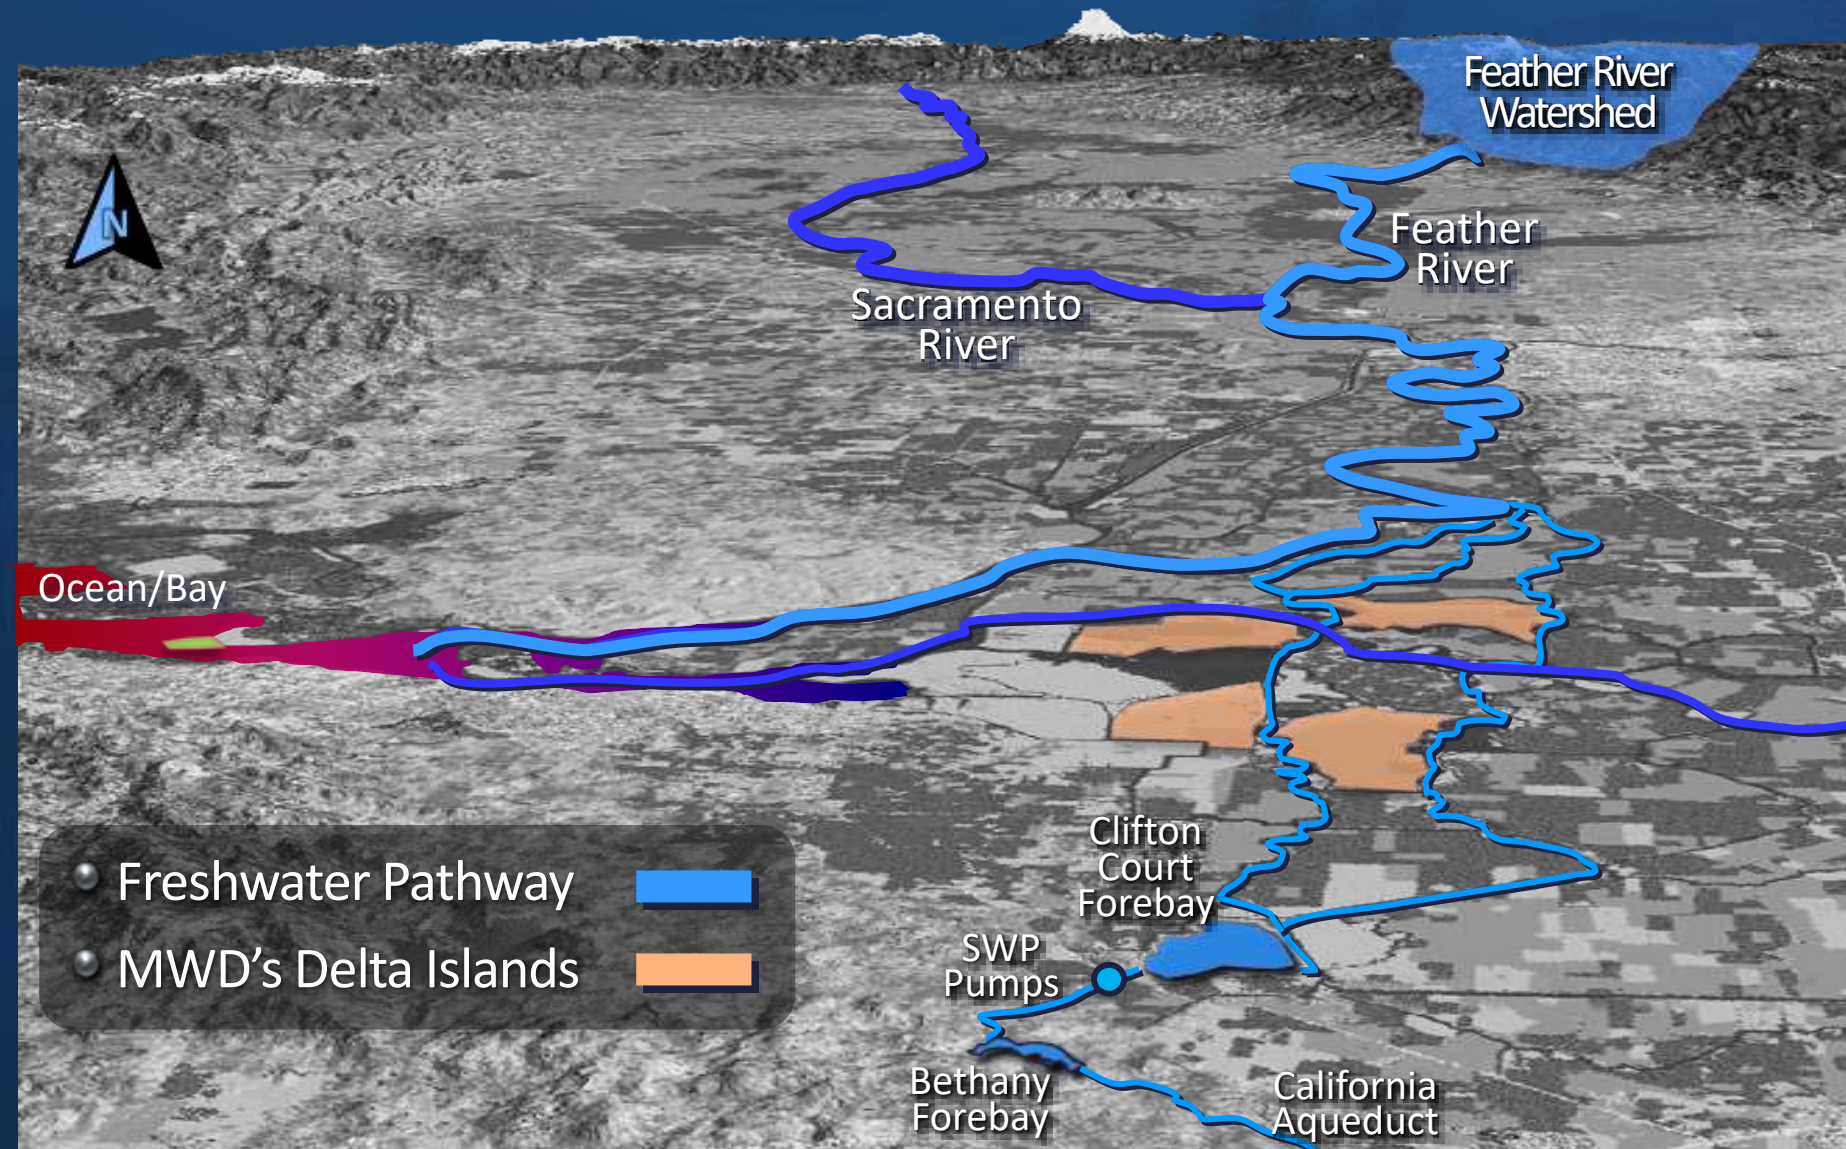 Feather River
Watershed
N
Feather
River
Sacramento
River
Ocean/Bay
Clifton
Court
Forebay
Freshwater Pathway
MWD's Delta Islands
SWP
Pumps
Bethany
Forebay
California
Aqueduct